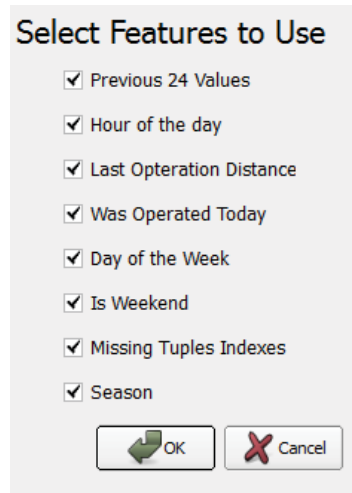 Select Features to Use
Previous 24 Values
Hour of the day
Last Opteration Distance
Was Operated Today
Day of the Week
Is Weekend
Missing Tuples Indexes
Season
OK Cancel